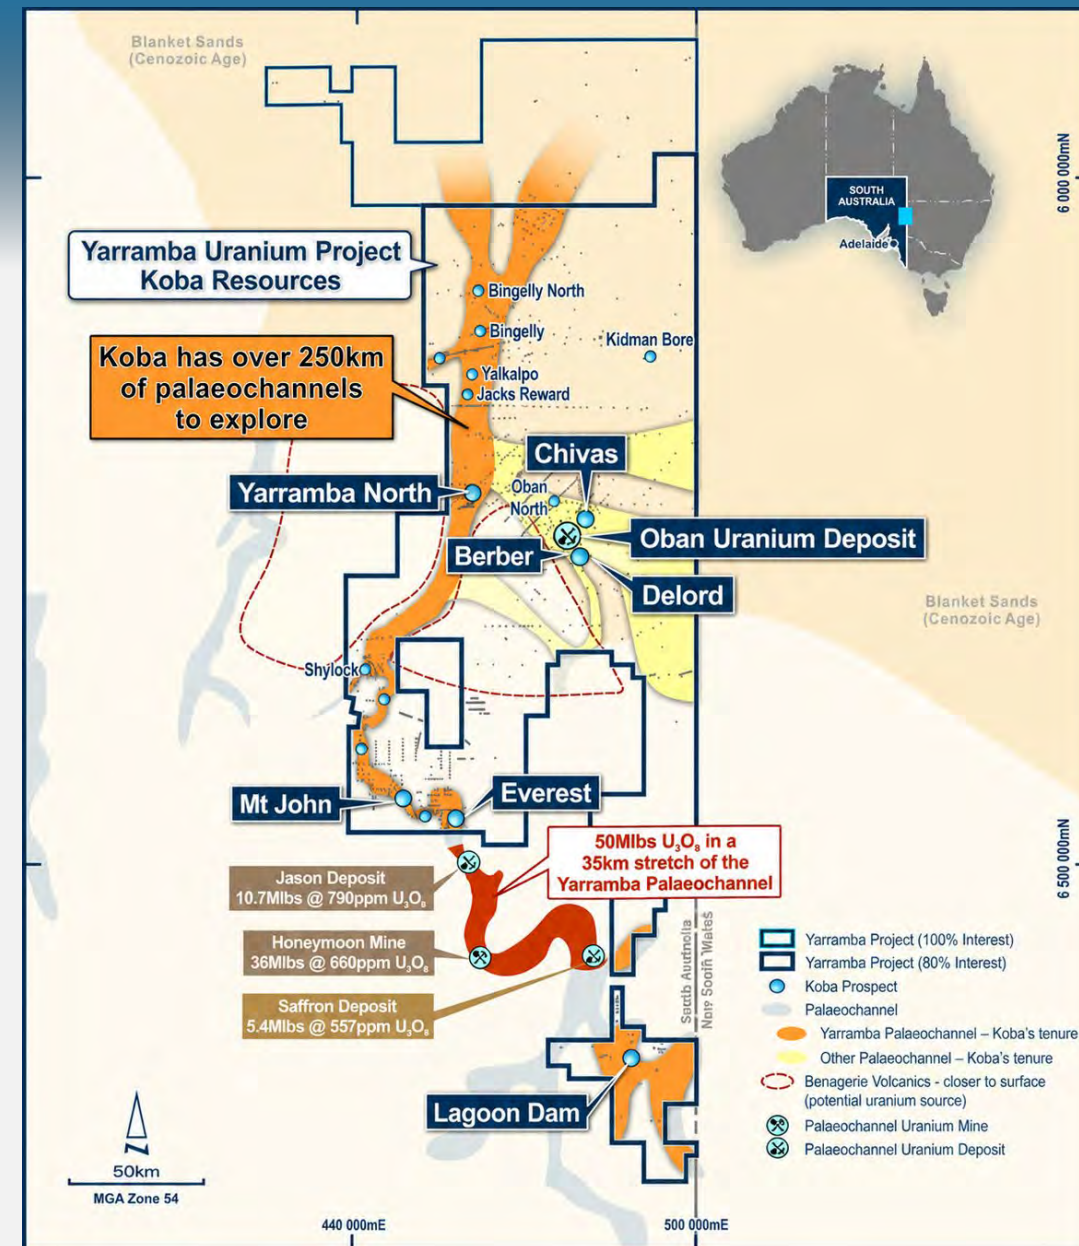 Blanket Sands
(Cenozoic Age)
6 000 000mN
SOUTH
AUSTRALIA
Adelaide
Yarramba Uranium Project
Koba Resources
Bingelly North
Bingelly
Kidman Bore
Koba has over 250km
of palaeochannels
to explore
Yalkalpo
Jacks Reward
Chivas
Yarramba North
Oban
North
Oban Uranium Deposit
Berber
Delord
Blanket Sands
(Cenozoic Age)
Shylock
Mt John
Everest
50Mlbs U₃O₈ in a
35km stretch of the
Yarramba Palaeochannel
6 500 000mN
Jason Deposit
10.7Mlbs @ 790ppm U₃O₈
Honeymoon Mine
36Mlbs @ 660ppm U₃O₈
Saffron Deposit
5.4Mlbs @ 557ppm U₃O₈
South
Yarramba Project (100% Interest)
Yarramba Project (80% Interest)
Koba Prospect
Palaeochannel
Yarramba Palaeochannel – Koba's tenure
Other Palaeochannel – Koba's tenure
Benagerie Volcanics - closer to surface
(potential uranium source)
Palaeochannel Uranium Mine
Palaeochannel Uranium Deposit
Lagoon Dam
N
50km
MGA Zone 54
440 000mE
500 000mE